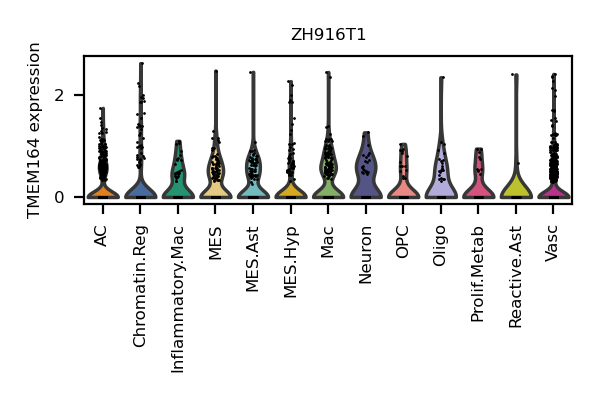 ZH916T1
TMEM164 expression
2
0
AC
Chromatin.Reg
Inflammatory.Mac
MES
MES.Ast
MES.Hyp
Mac
Neuron
OPC
Oligo
Prolif.Metab
Reactive.Ast
Vasc